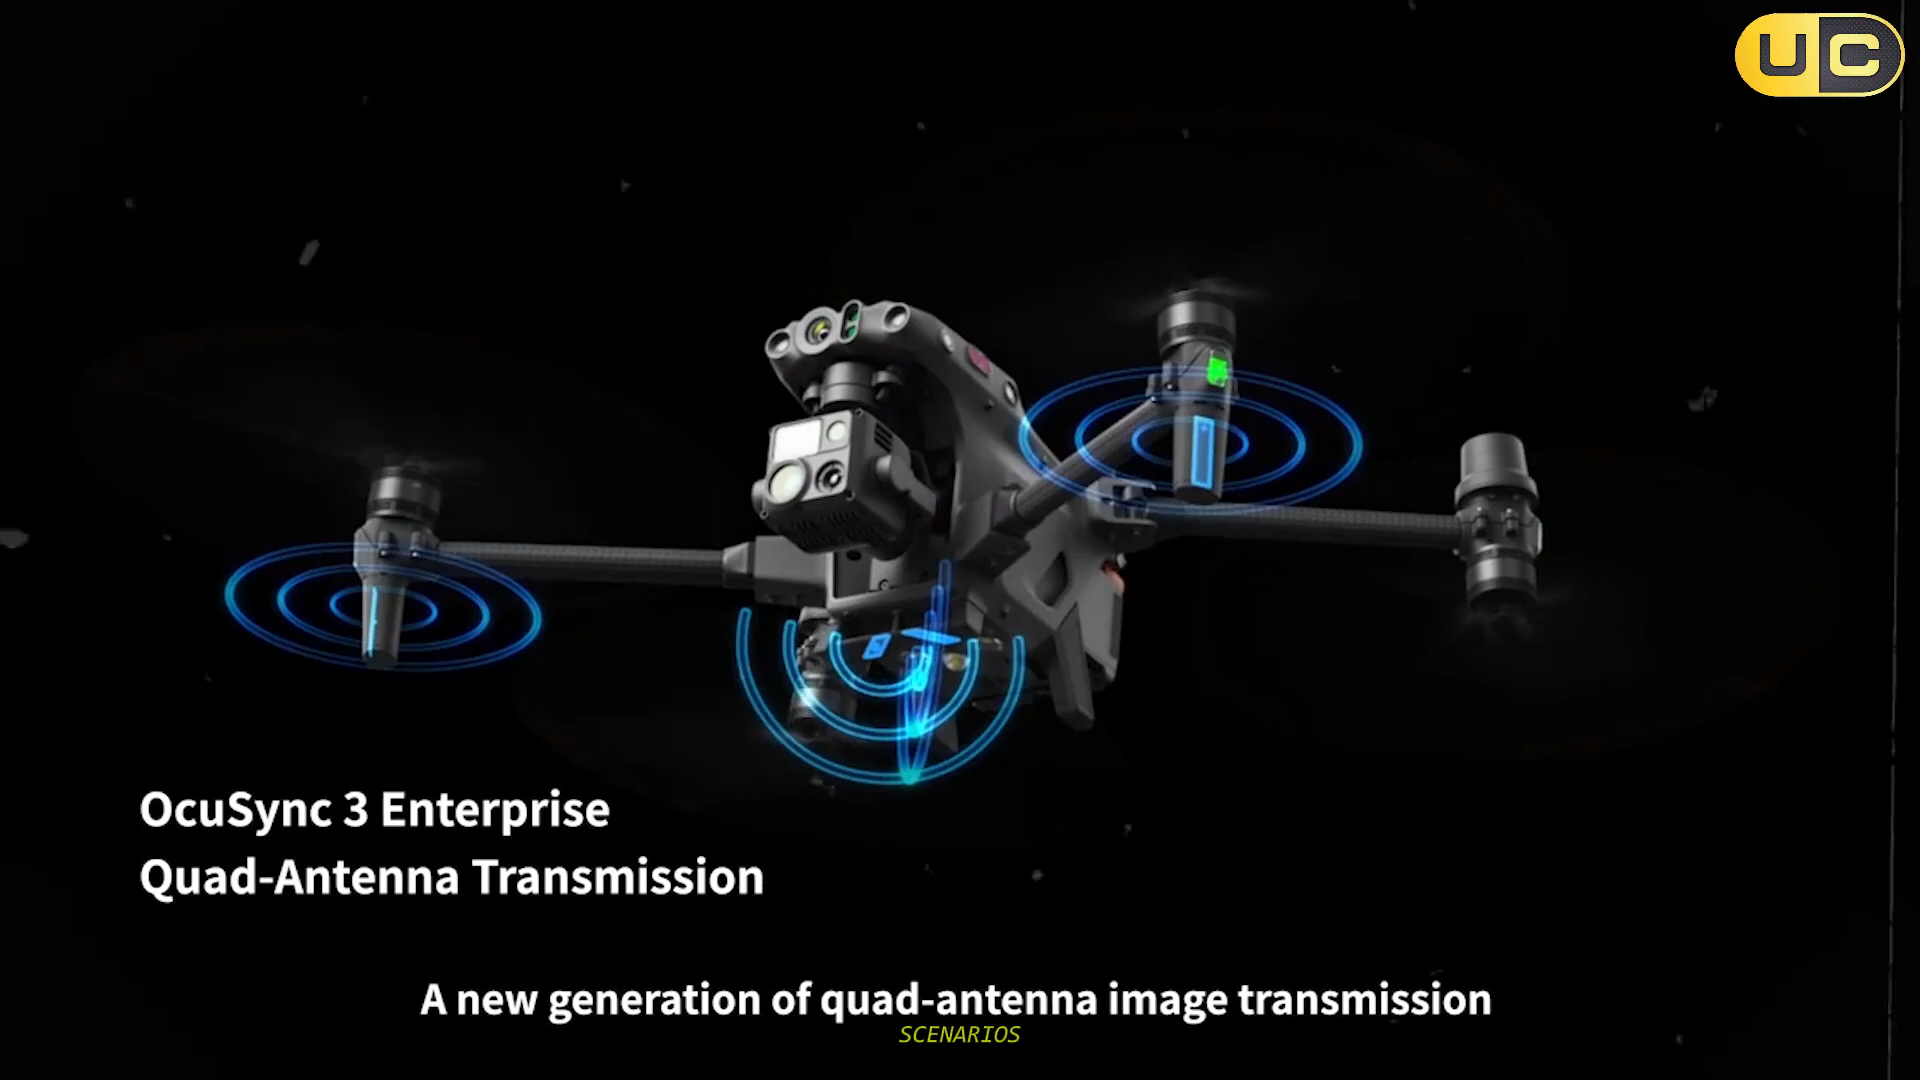 UC
OcuSync 3 Enterprise
Quad-Antenna Transmission
A new generation of quad-antenna image transmission
SCENARIOS